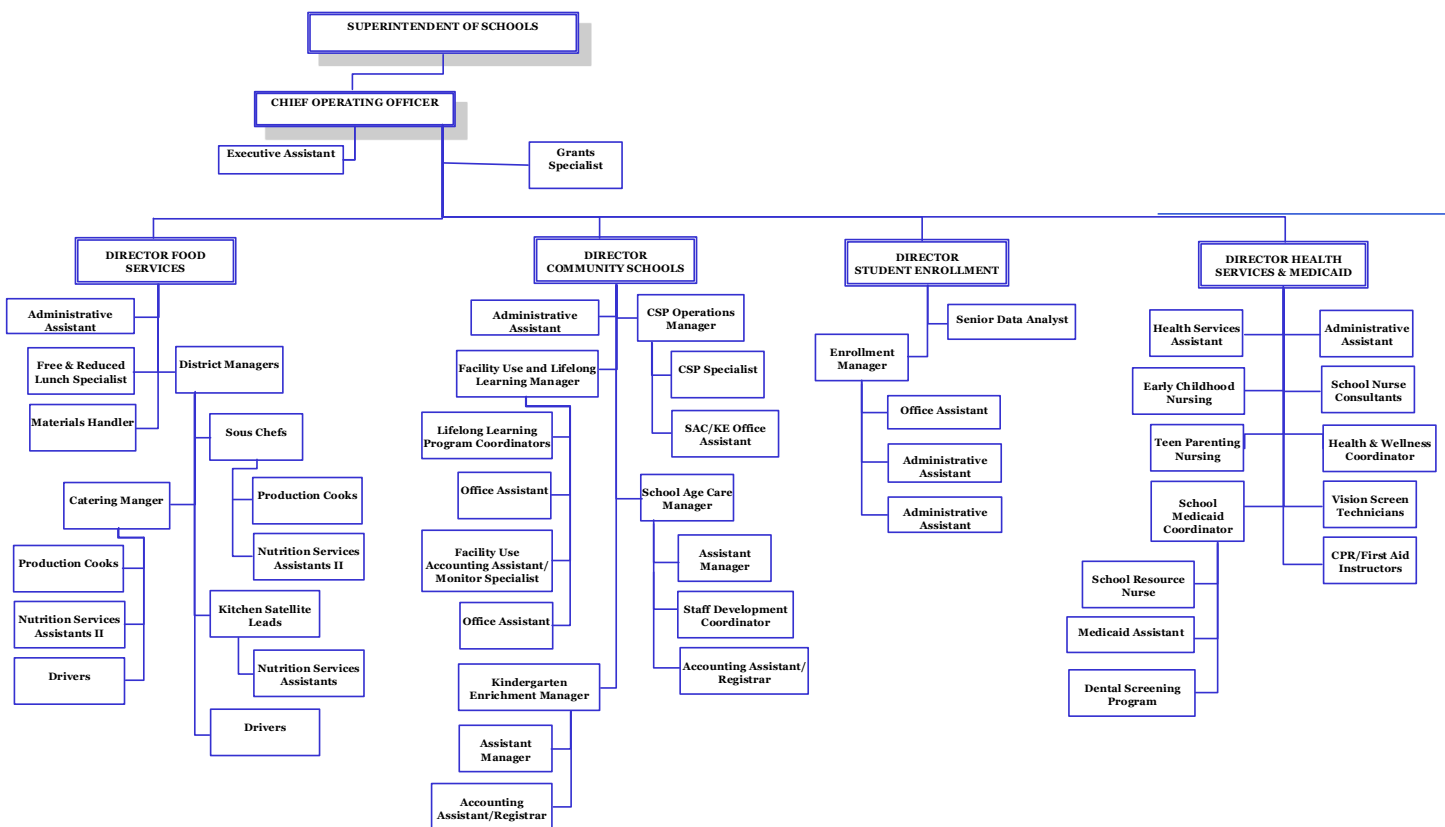 SUPERINTENDENT OF SCHOOLS
CHIEF OPERATING OFFICER
Executive Assistant
Grants
Specialist
DIRECTOR FOOD
SERVICES
Administrative
Assistant
Free & Reduced
Lunch Specialist
District Managers
Materials Handler
Sous Chefs
Production Cooks
Nutrition Services
Assistants II
Catering Manger
Production Cooks
Nutrition Services
Assistants II
Drivers
Kitchen Satellite
Leads
Nutrition Services
Assistants
Drivers
DIRECTOR
COMMUNITY SCHOOLS
Administrative
Assistant
CSP Operations
Manager
CSP Specialist
SAC/KE Office
Assistant
Facility Use and Lifelong
Learning Manager
Lifelong Learning
Program Coordinators
Office Assistant
Facility Use
Accounting Assistant/
Monitor Specialist
Office Assistant
School Age Care
Manager
Assistant
Manager
Staff Development
Coordinator
Accounting Assistant/
Registrar
Kindergarten
Enrichment Manager
Assistant
Manager
Accounting
Assistant/Registrar
DIRECTOR
STUDENT ENROLLMENT
Senior Data Analyst
Enrollment
Manager
Office Assistant
Administrative
Assistant
Administrative
Assistant
DIRECTOR HEALTH
SERVICES & MEDICAID
Health Services
Assistant
Administrative
Assistant
Early Childhood
Nursing
School Nurse
Consultants
Teen Parenting
Nursing
Health & Wellness
Coordinator
School
Medicaid
Coordinator
Vision Screen
Technicians
CPR/First Aid
Instructors
School Resource
Nurse
Medicaid Assistant
Dental Screening
Program